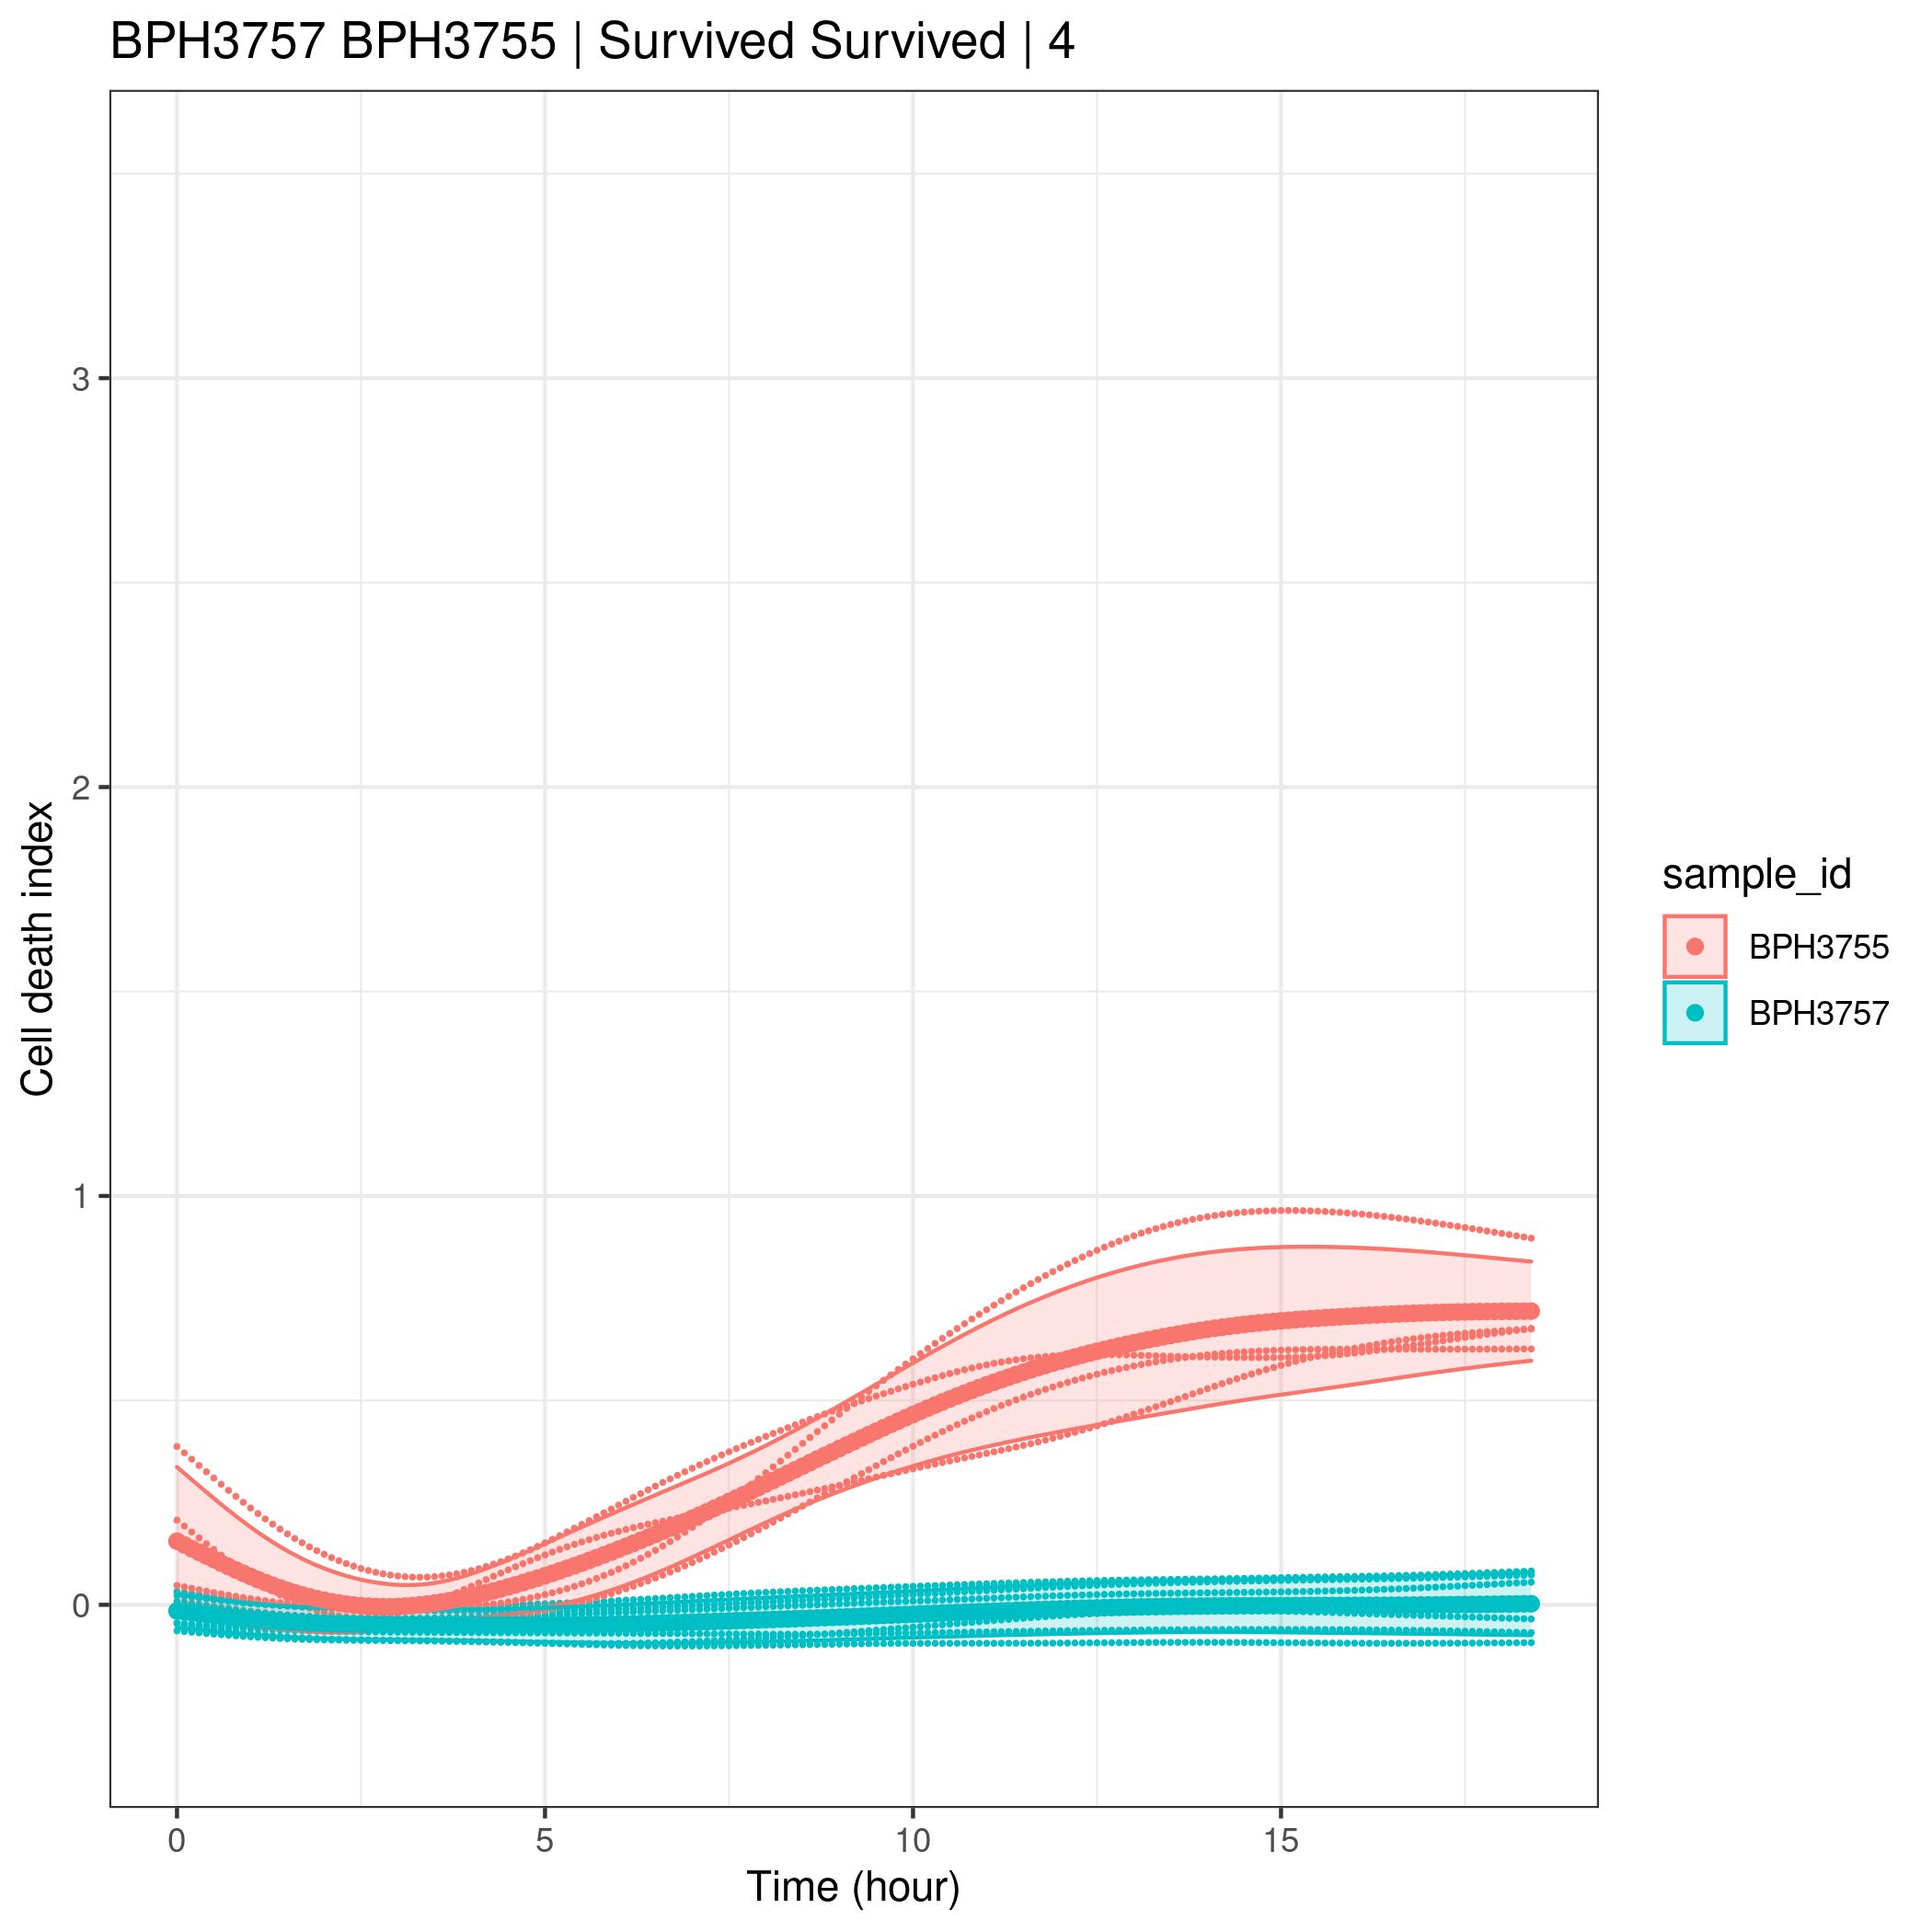 BPH3757 BPH3755 | Survived Survived | 4
Cell death index
3
2
1
0
0 5 10 15
Time (hour)
sample_id
BPH3755
BPH3757